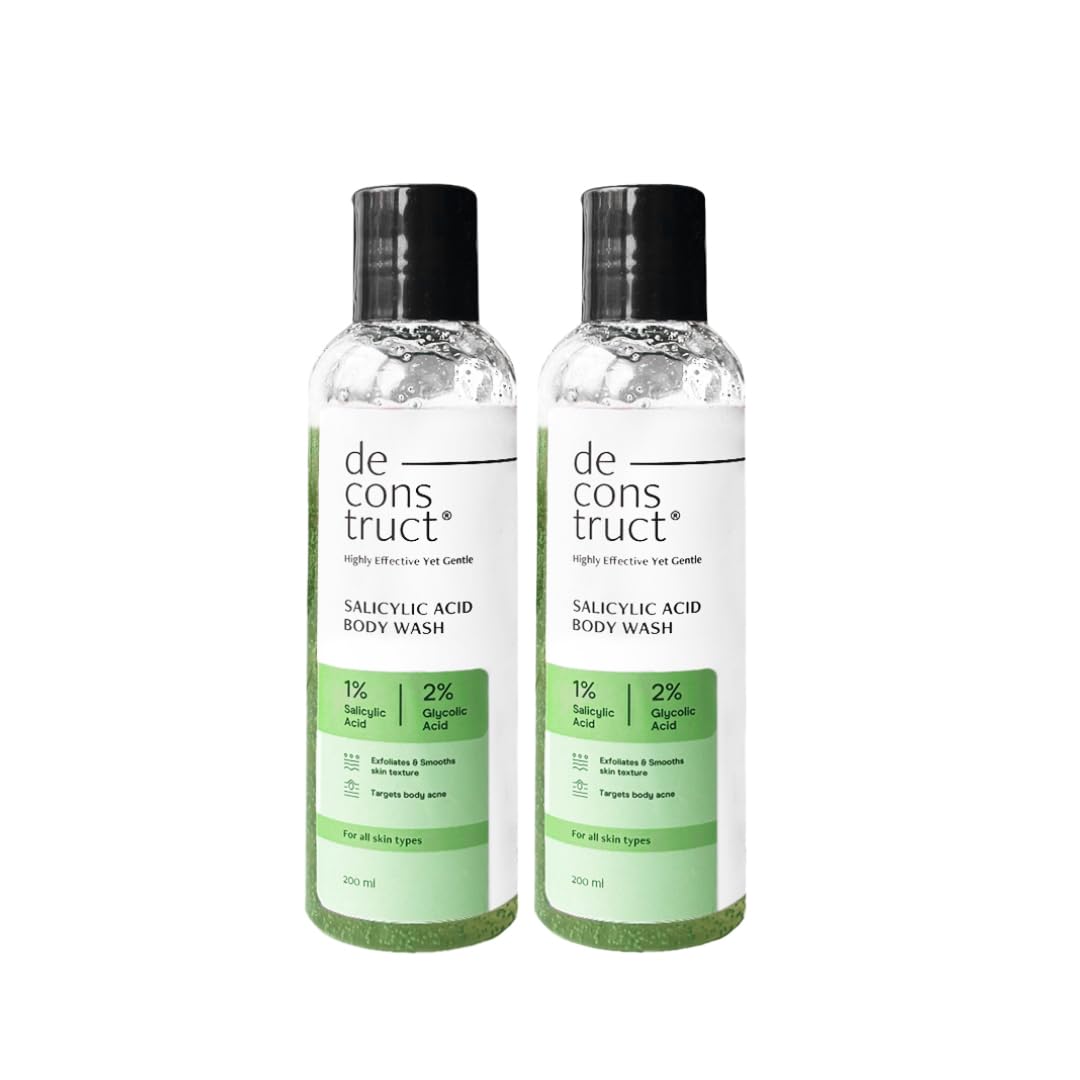 de
cons
truct®
Highly Effective Yet Gentle
SALICYLIC ACID
BODY WASH
1%
Salicylic
Acid
2%
Glycolic
Acid
Exfoliates & Smooths
skin texture
Targets body acne
For all skin types
200 ml
de
cons
truct®
Highly Effective Yet Gentle
SALICYLIC ACID
BODY WASH
1%
Salicylic
Acid
2%
Glycolic
Acid
Exfoliates & Smooths
skin texture
Targets body acne
For all skin types
200 ml